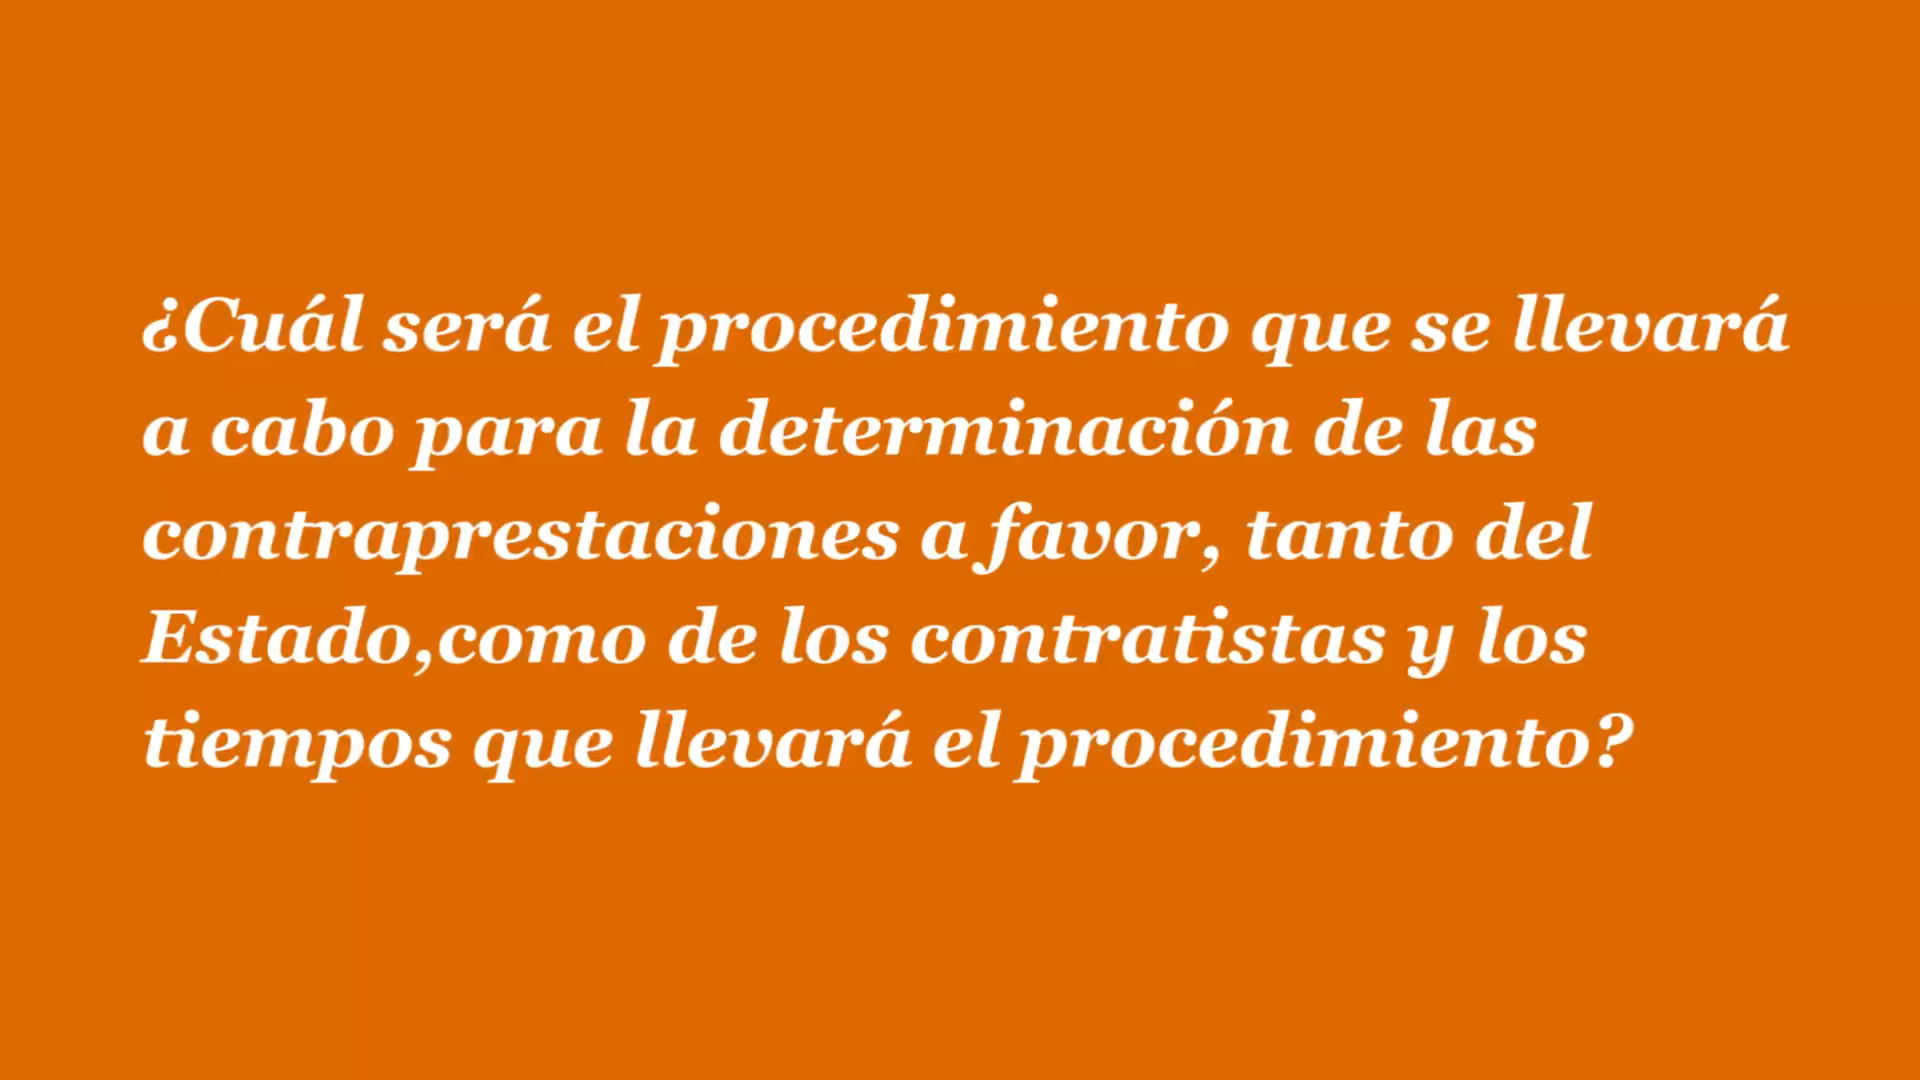 ¿Cuál será el procedimiento que se llevará
a cabo para la determinación de las
contraprestaciones a favor, tanto del
Estado,como de los contratistas y los
tiempos que llevará el procedimiento?